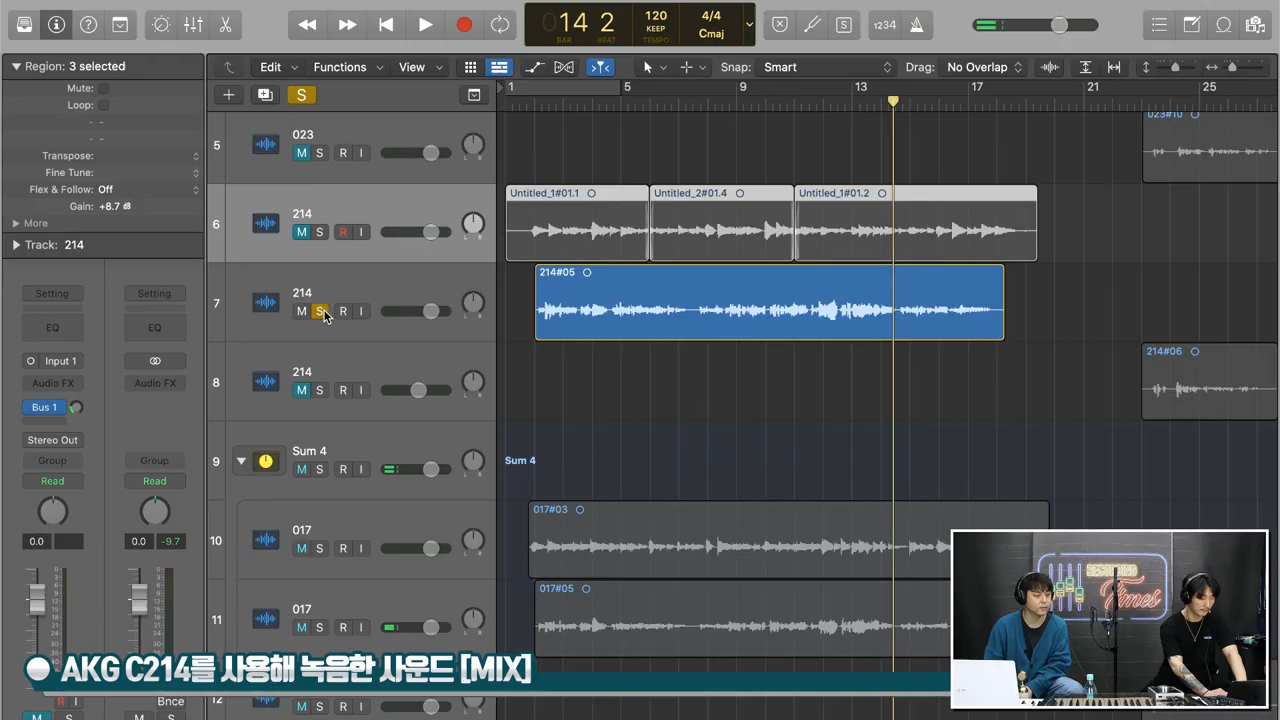 14 2
BAR BEAT
120
KEEP
TEMPO
4/4
Cmaj
S
1234
Region: 3 selected
Mute:
Loop:
Transpose:
Fine Tune:
Flex & Follow: Off
Gain: +8.7 dB
More
Track: 214
Edit
Functions
View
Snap: Smart
Drag: No Overlap
S
1 5 9 13 17 21 25
5
023
M S R I
023#10
6
214
M S R I
Untitled_1#01.1
Untitled_2#01.4
Untitled_1#01.2
7
214
M S R I
214#05
8
214
M S R I
214#06
9
Sum 4
M S R I
Sum 4
10
017
M S R I
017#03
11
017
M S R I
017#05
12
M S R I
Setting
Setting
EQ
EQ
Input 1
Audio FX
Audio FX
Bus 1
Stereo Out
Group
Group
Read
Read
0.0
0.0 -9.7
R I
Bnce
M S
M S
RECORDING
Times
AKG C214를 사용해 녹음한 사운드 [MIX]